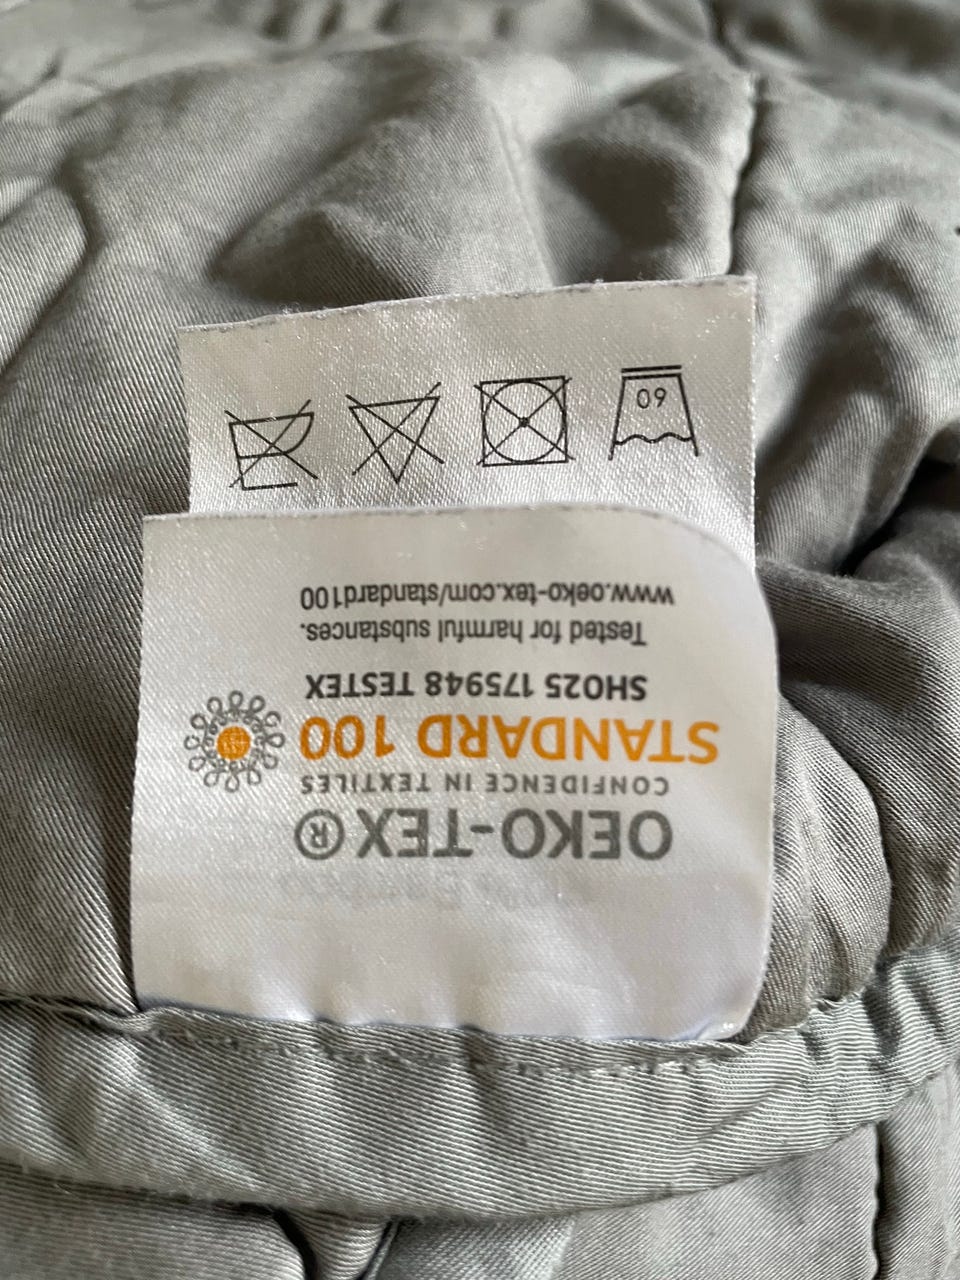 OEKO-TEX®
CONFIDENCE IN TEXTILES
STANDARD 100
SHO25 175948 TESTEX
Tested for harmful substances.
www.oeko-tex.com/standard100
60